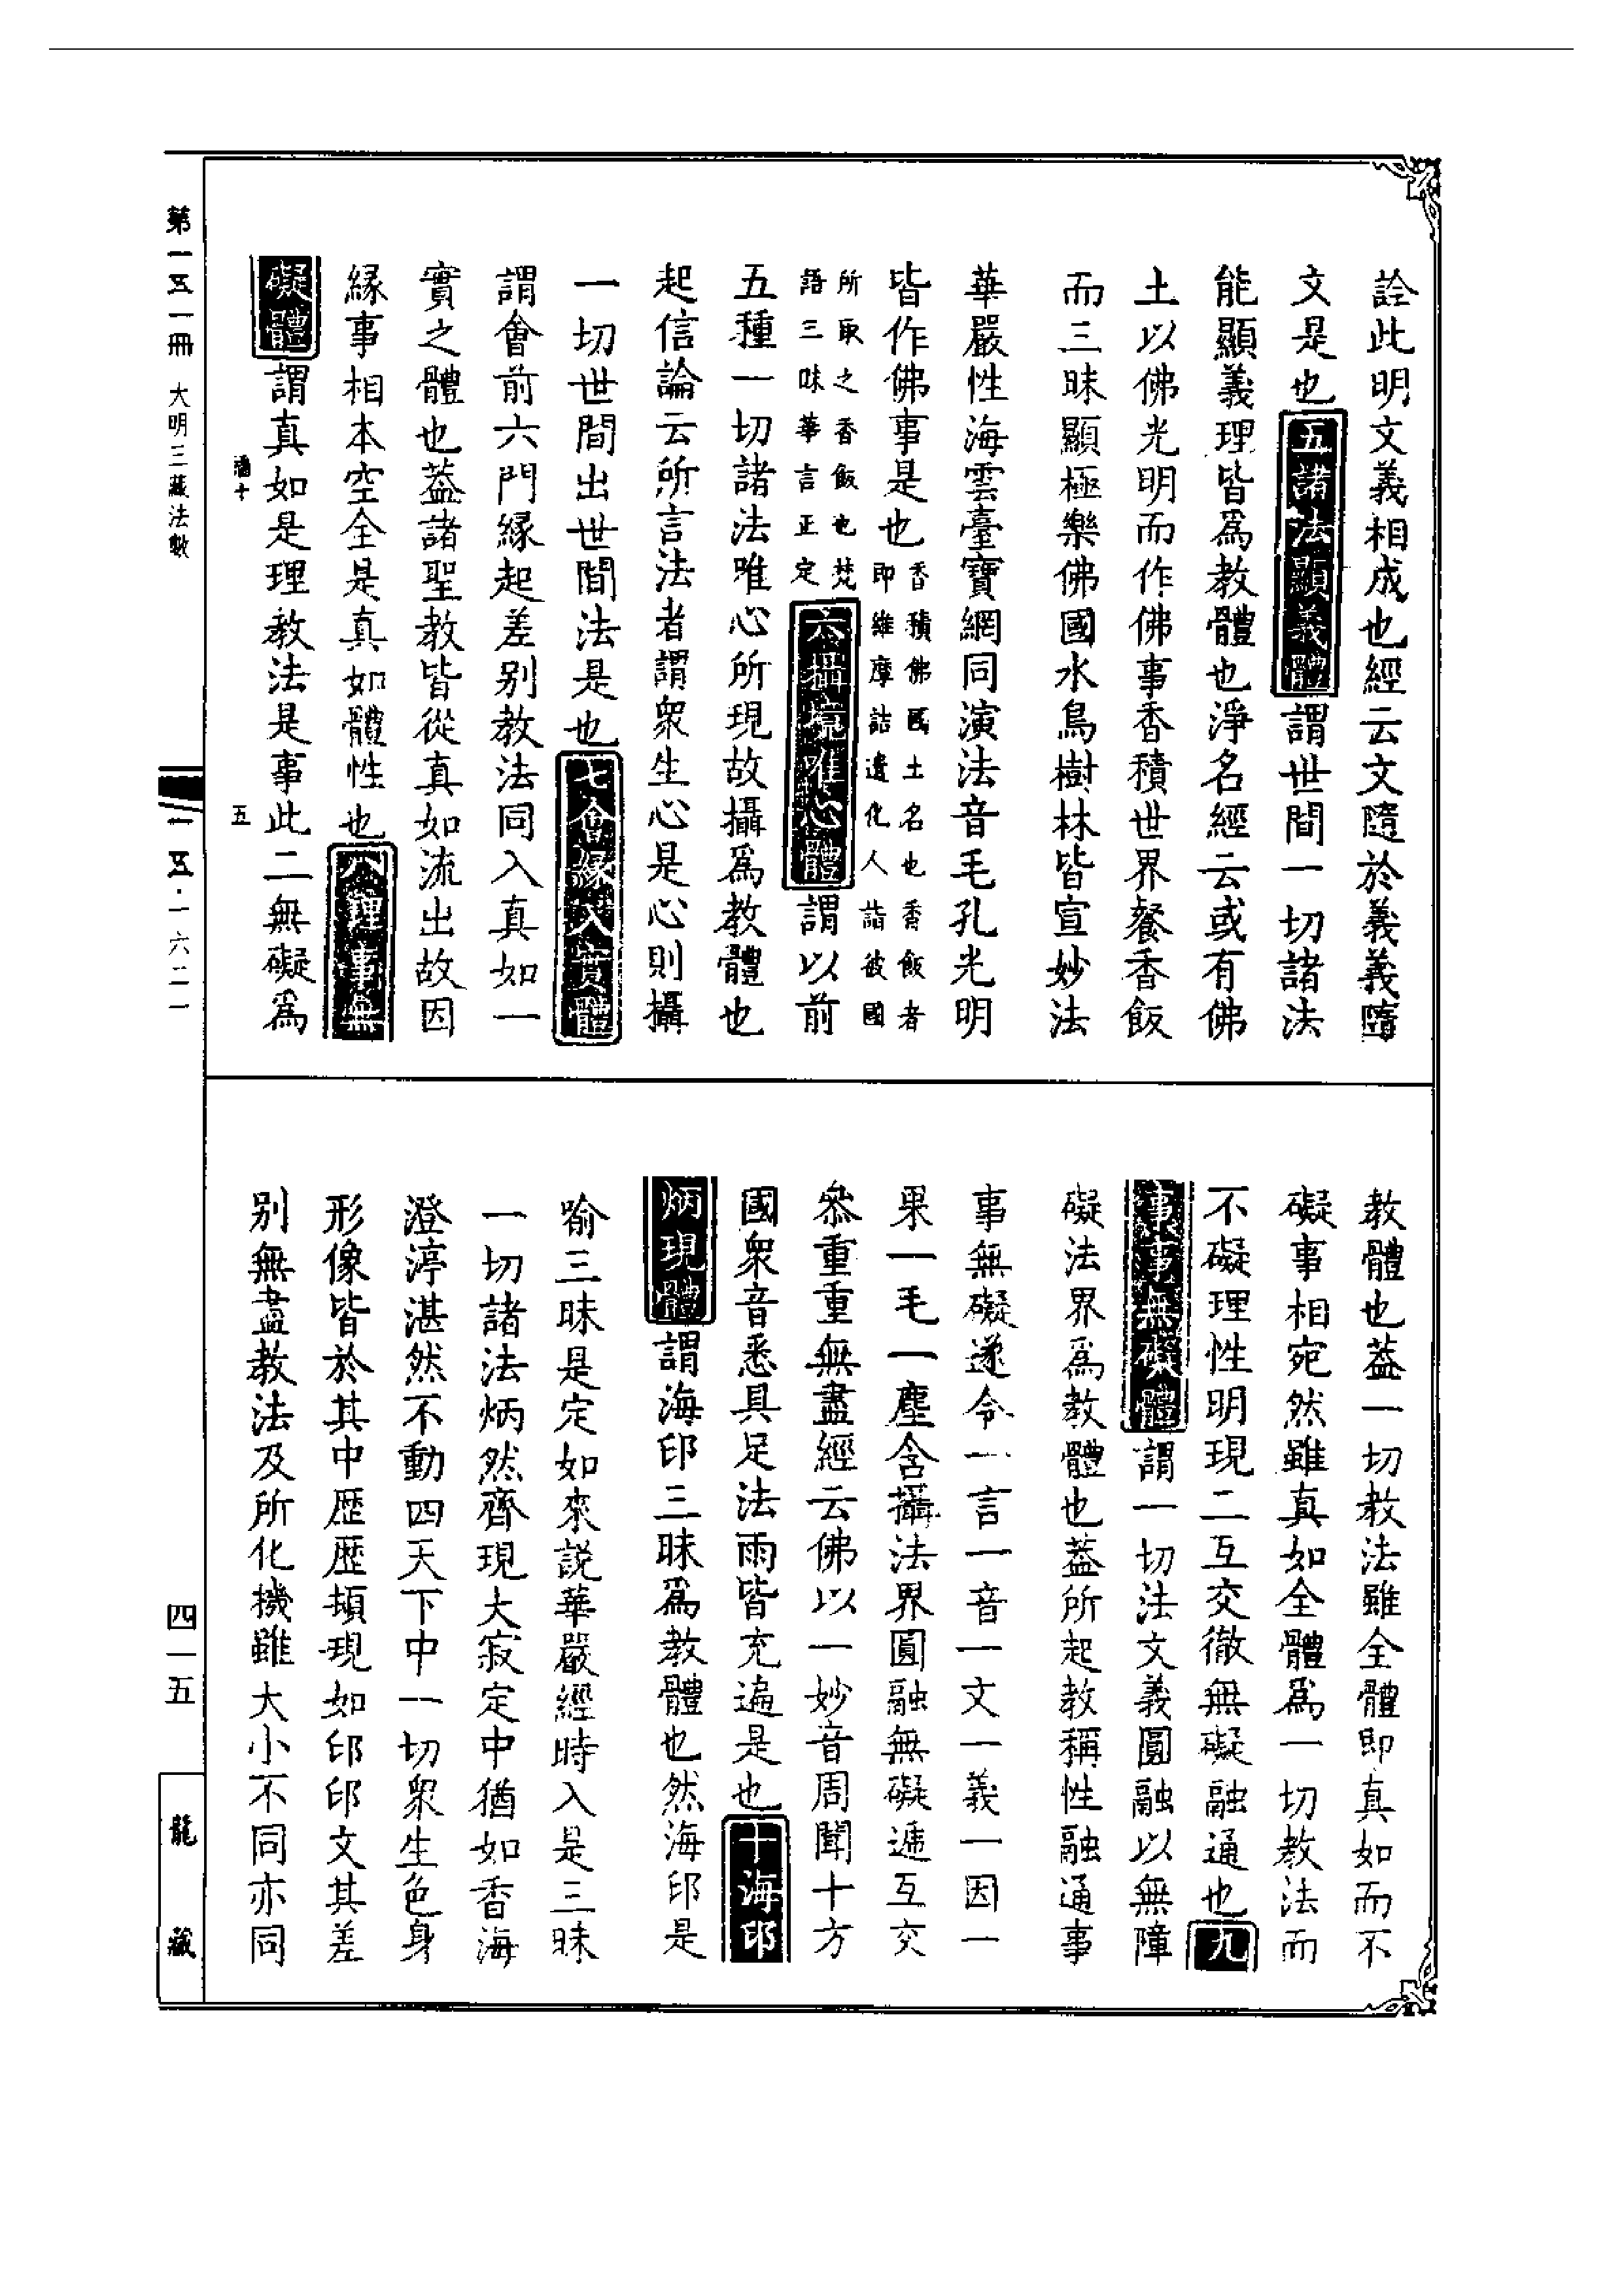 詮此明文義相成也經云文隨於義義隨
文是也五諸法顯義體謂世間一切諸法
能顯義理皆爲教體也淨名經云或有佛
土以佛光明而作佛事香積世界餐香飯
而三昧顯極樂佛國水鳥樹林皆宣妙法
華嚴性海雲臺寶網同演法音毛孔光明
皆作佛事是也香積佛國土名也香飯者
即維摩詰遣化人詣彼國
所取之香飯也梵
語三昧華言正定六攝境唯心體謂以前
五種一切諸法唯心所現故攝爲教體也
起信論云所言法者謂衆生心是心則攝
一切世間出世間法是也七會緣入實體
謂會前六門緣起差别教法同入真如一
實之體也葢諸聖教皆從真如流出故因
緣事相本空全是真如體性也八理事無
礙體謂真如是理教法是事此二無礙爲
教體也葢一切教法雖全體即真如而不
礙事相宛然雖真如全體爲一切教法而
不礙理性明現二互交徹無礙融通也九
事事無礙體謂一切法文義圓融以無障
礙法界爲教體也葢所起教稱性融通事
事無礙遂令一言一音一文一義一因一
果一毛一塵含攝法界圓融無礙遞互交
叅重重無盡經云佛以一妙音周聞十方
國衆音悉具足法雨皆充遍是也十海印
炳現體謂海印三昧爲教體也然海印是
喻三昧是定如來說華嚴經時入是三昧
一切諸法炳然齊現大寂定中猶如香海
澄渟湛然不動四天下中一切衆生色身
形像皆於其中歷歷頓現如印印文其差
别無盡教法及所化機雖大小不同亦同
第一五一冊 大明三藏法數
五
一五·一六二一
四一五
龍藏